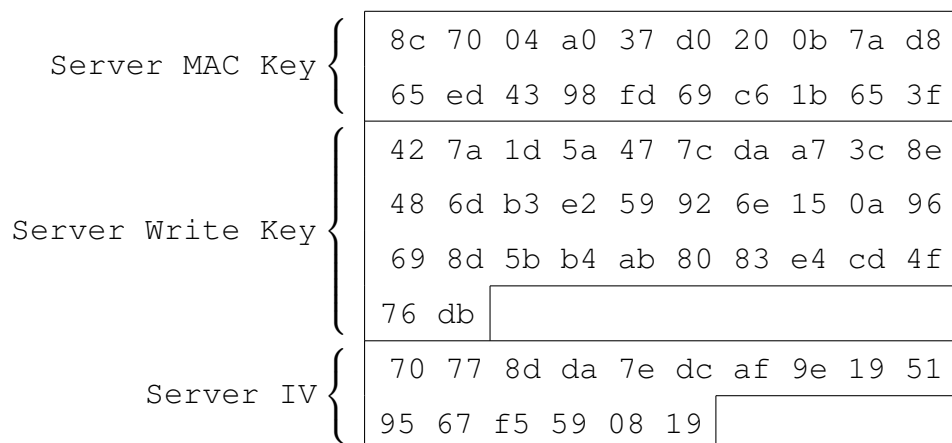 Server MAC Key
8c 70 04 a0 37 d0 20 0b 7a d8
65 ed 43 98 fd 69 c6 1b 65 3f
Server Write Key
42 7a 1d 5a 47 7c da a7 3c 8e
48 6d b3 e2 59 92 6e 15 0a 96
69 8d 5b b4 ab 80 83 e4 cd 4f
76 db
Server IV
70 77 8d da 7e dc af 9e 19 51
95 67 f5 59 08 19